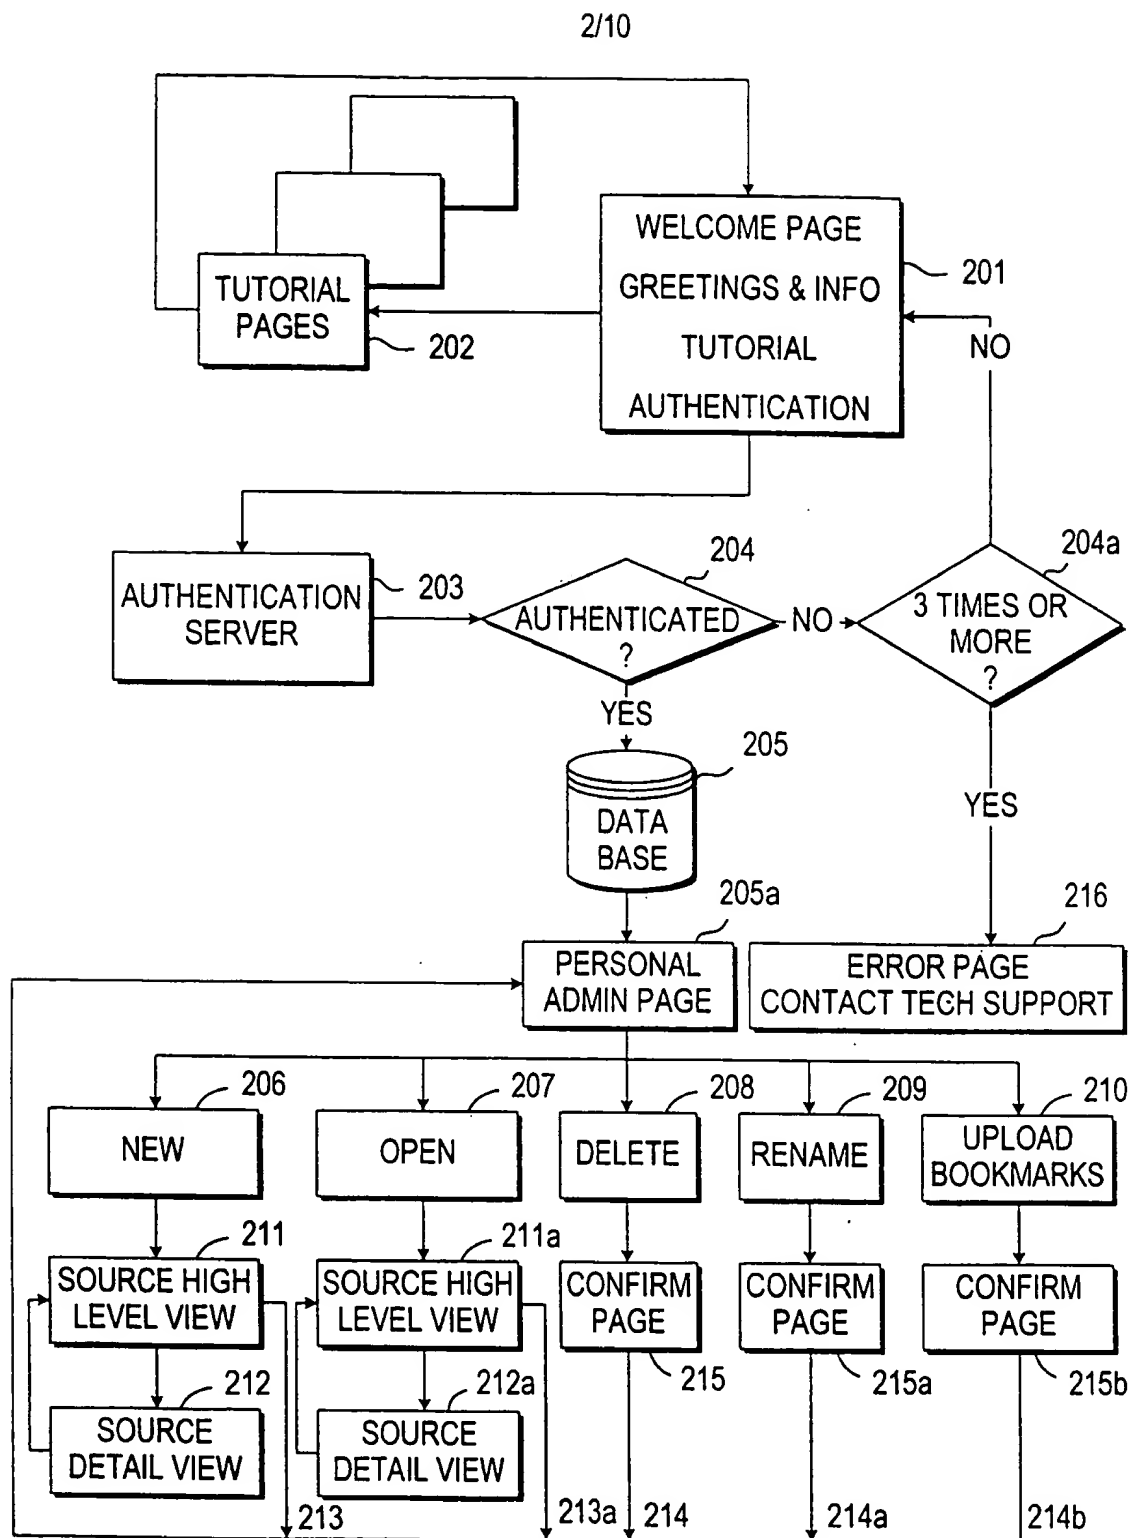 2/10
WELCOME PAGE
GREETINGS & INFO
TUTORIAL
AUTHENTICATION
201
TUTORIAL
PAGES
202
NO
AUTHENTICATION
SERVER
203
AUTHENTICATED
?
204
NO
3 TIMES OR
MORE
?
204a
YES
DATA
BASE
205
YES
PERSONAL
ADMIN PAGE
205a
ERROR PAGE
CONTACT TECH SUPPORT
216
NEW
206
OPEN
207
DELETE
208
RENAME
209
UPLOAD
BOOKMARKS
210
SOURCE HIGH
LEVEL VIEW
211
SOURCE HIGH
LEVEL VIEW
211a
CONFIRM
PAGE
215
CONFIRM
PAGE
215a
CONFIRM
PAGE
215b
SOURCE
DETAIL VIEW
212
SOURCE
DETAIL VIEW
212a
213
213a
214
214a
214b